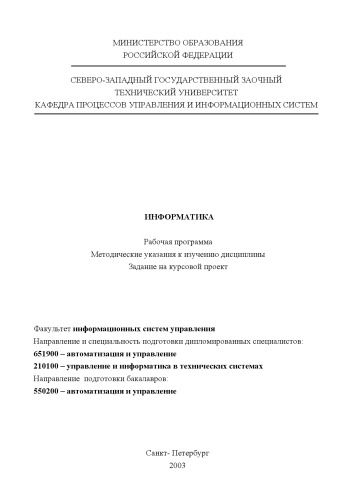 МИНИСТЕРСТВО ОБРАЗОВАНИЯ
РОССИЙСКОЙ ФЕДЕРАЦИИ
СЕВЕРО-ЗАПАДНЫЙ ГОСУДАРСТВЕННЫЙ ЗАОЧНЫЙ
ТЕХНИЧЕСКИЙ УНИВЕРСИТЕТ
КАФЕДРА ПРОЦЕССОВ УПРАВЛЕНИЯ И ИНФОРМАЦИОННЫХ СИСТЕМ
ИНФОРМАТИКА
Рабочая программа
Методические указания к изучению дисциплины
Задание на курсовой проект
Факультет информационных систем управления
Направление и специальность подготовки дипломированных специалистов:
651900 – автоматизация и управление
210100 – управление и информатика в технических системах
Направление подготовки бакалавров:
550200 – автоматизация и управление
Санкт- Петербург
2003